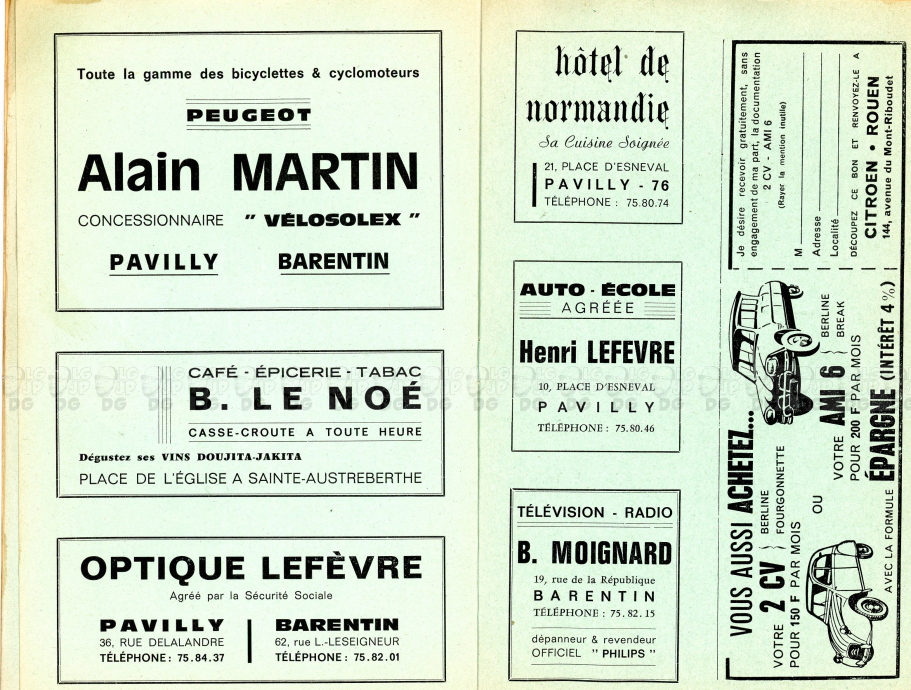 Toute la gamme des bicyclettes & cyclomoteurs
PEUGEOT
Alain MARTIN
CONCESSIONNAIRE " VÉLOSOLEX "
PAVILLY BARENTIN
CAFÉ - ÉPICERIE - TABAC
B. LE NOÉ
CASSE-CROUTE A TOUTE HEURE
Dégustez ses VINS DOUJITA-JAKITA
PLACE DE L'ÉGLISE A SAINTE-AUSTREBERTHE
OPTIQUE LEFÈVRE
Agréé par la Sécurité Sociale
PAVILLY
36, RUE DELALANDRE
TÉLÉPHONE : 75.84.37
BARENTIN
62, rue L.-LESEIGNEUR
TÉLÉPHONE : 75.82.01
hôtel de
normandie
Sa Cuisine Soignée
21, PLACE D'ESNEVAL
PAVILLY - 76
TÉLÉPHONE : 75.80.74
AUTO - ÉCOLE
AGRÉÉE
Henri LEFEVRE
10, PLACE D'ESNEVAL
PAVILLY
TÉLÉPHONE : 75.80.46
TÉLÉVISION - RADIO
B. MOIGNARD
19, rue de la République
BARENTIN
TÉLÉPHONE : 75.82.15
dépanneur & revendeur
OFFICIEL " PHILIPS "
VOUS AUSSI ACHETEZ...
VOTRE 2 CV } BERLINE
FOURGONNETTE
POUR 150 F PAR MOIS
OU
VOTRE AMI 6 } BERLINE
BREAK
POUR 200 F PAR MOIS
AVEC LA FORMULE ÉPARGNE (INTÉRÊT 4 %)
Je désire recevoir gratuitement, sans
engagement de ma part, la documentation
2 CV - AMI 6
(Rayer la mention inutile)
M
Adresse
Localité
DÉCOUPEZ CE BON ET RENVOYEZ-LE A
CITROEN • ROUEN
144, avenue du Mont-Riboudet